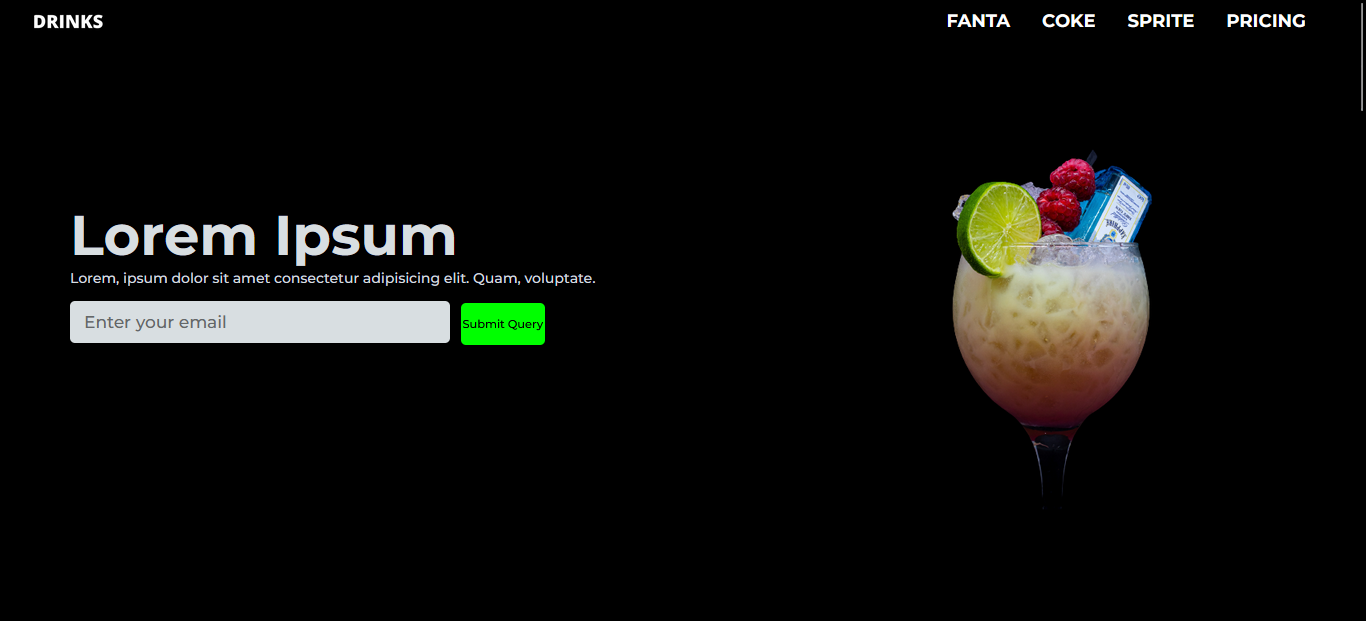 DRINKS
FANTA COKE SPRITE PRICING
Lorem Ipsum
Lorem, ipsum dolor sit amet consectetur adipisicing elit. Quam, voluptate.
Enter your email
Submit Query